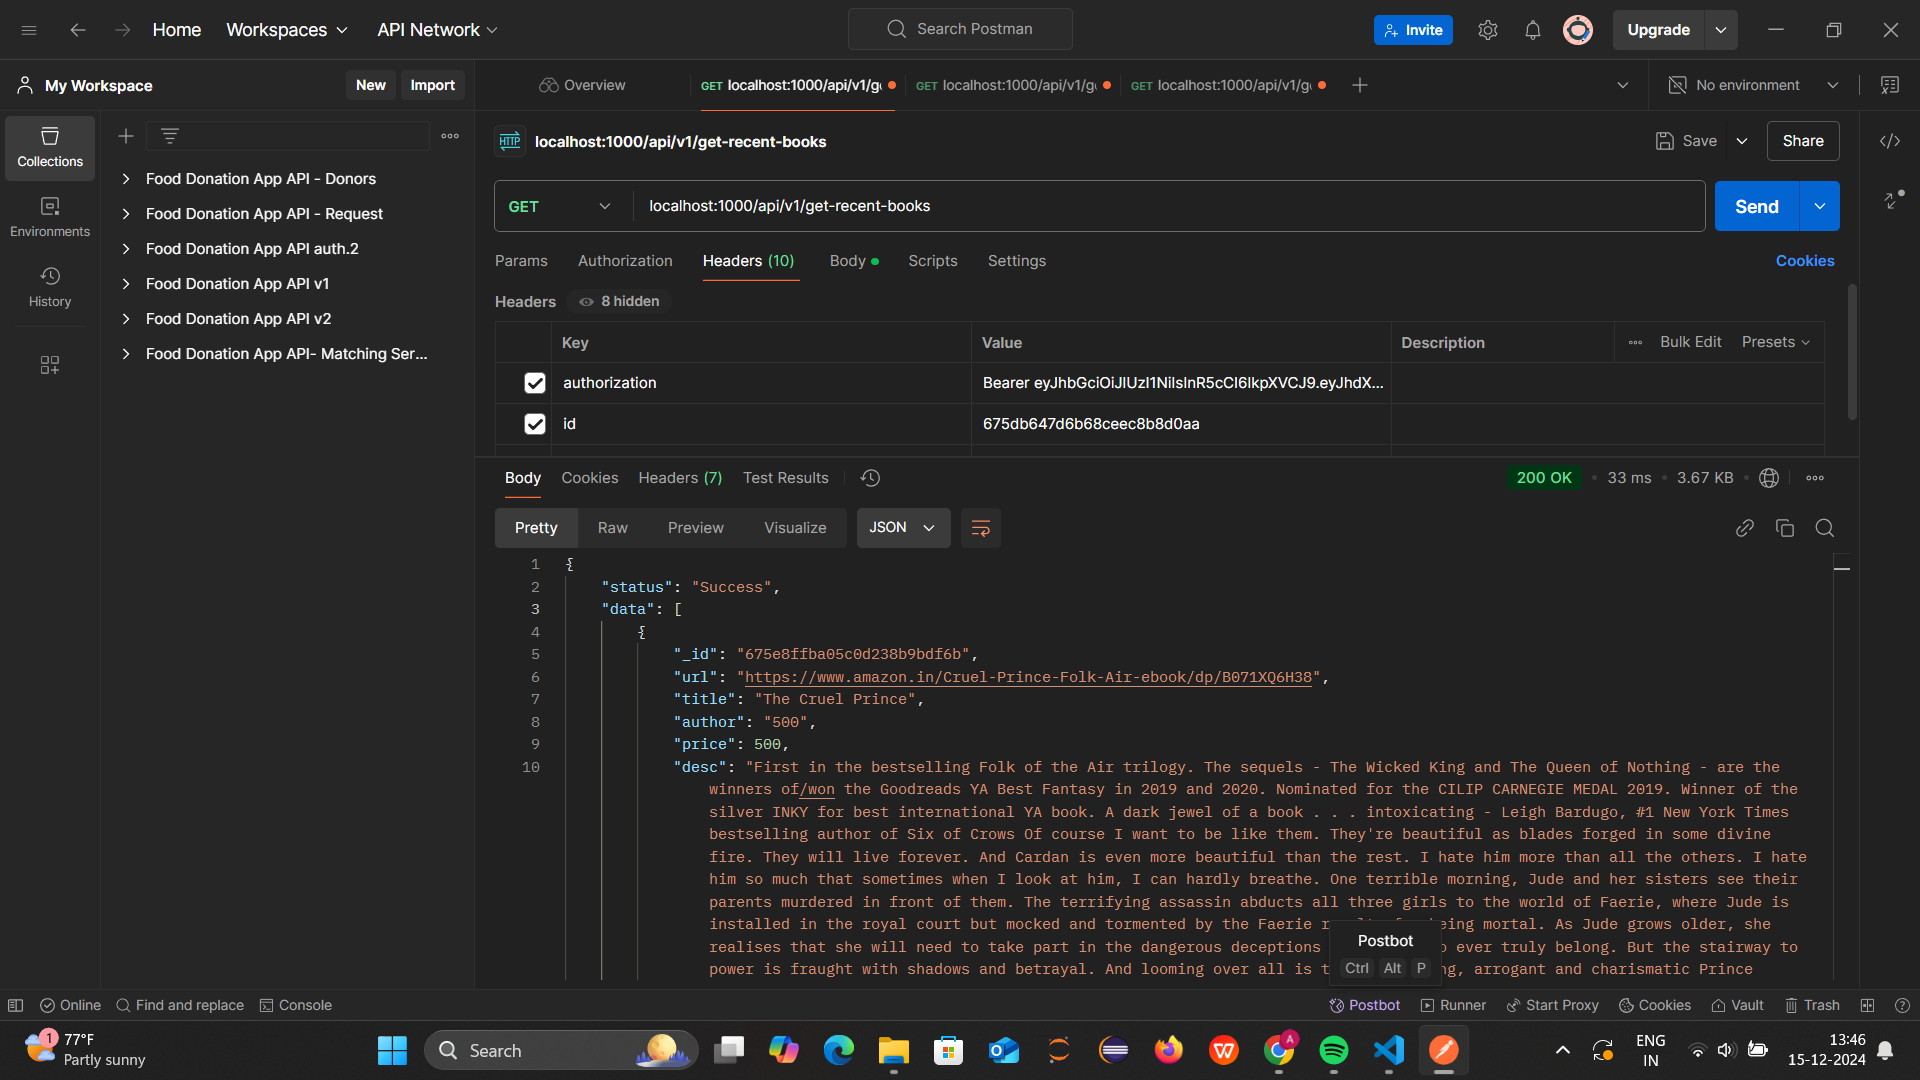 Home
Workspaces
API Network
Search Postman
Invite
Upgrade
My Workspace
New
Import
Overview
GET localhost:1000/api/v1/g
GET localhost:1000/api/v1/g
GET localhost:1000/api/v1/g
No environment
Collections
Environments
History
Food Donation App API - Donors
Food Donation App API - Request
Food Donation App API auth.2
Food Donation App API v1
Food Donation App API v2
Food Donation App API- Matching Ser...
HTTP
localhost:1000/api/v1/get-recent-books
Save
Share
GET
localhost:1000/api/v1/get-recent-books
Send
Params
Authorization
Headers (10)
Body
Scripts
Settings
Cookies
Headers
8 hidden
Key
Value
Description
Bulk Edit
Presets
authorization
Bearer eyJhbGciOiJIUzI1NiIsInR5cCI6IkpXVCJ9.eyJhdX...
id
675db647d6b68ceec8b8d0aa
Body
Cookies
Headers (7)
Test Results
200 OK
33 ms
3.67 KB
Pretty
Raw
Preview
Visualize
JSON
1 {
2 "status": "Success",
3 "data": [
4 {
5 "_id": "675e8ffba05c0d238b9bdf6b",
6 "url": "https://www.amazon.in/Cruel-Prince-Folk-Air-ebook/dp/B071XQ6H38",
7 "title": "The Cruel Prince",
8 "author": "500",
9 "price": 500,
10 "desc": "First in the bestselling Folk of the Air trilogy. The sequels - The Wicked King and The Queen of Nothing - are the
winners of/won the Goodreads YA Best Fantasy in 2019 and 2020. Nominated for the CILIP CARNEGIE MEDAL 2019. Winner of the
silver INKY for best international YA book. A dark jewel of a book . . . intoxicating - Leigh Bardugo, #1 New York Times
bestselling author of Six of Crows Of course I want to be like them. They're beautiful as blades forged in some divine
fire. They will live forever. And Cardan is even more beautiful than the rest. I hate him more than all the others. I hate
him so much that sometimes when I look at him, I can hardly breathe. One terrible morning, Jude and her sisters see their
parents murdered in front of them. The terrifying assassin abducts all three girls to the world of Faerie, where Jude is
installed in the royal court but mocked and tormented by the Faerie being mortal. As Jude grows older, she
realises that she will need to take part in the dangerous deceptions ever truly belong. But the stairway to
power is fraught with shadows and betrayal. And looming over all is arrogant and charismatic Prince
Postbot
Ctrl Alt P
Online
Find and replace
Console
Postbot
Runner
Start Proxy
Cookies
Vault
Trash
1
77°F
Partly sunny
Search
A
ENG
IN
13:46
15-12-2024